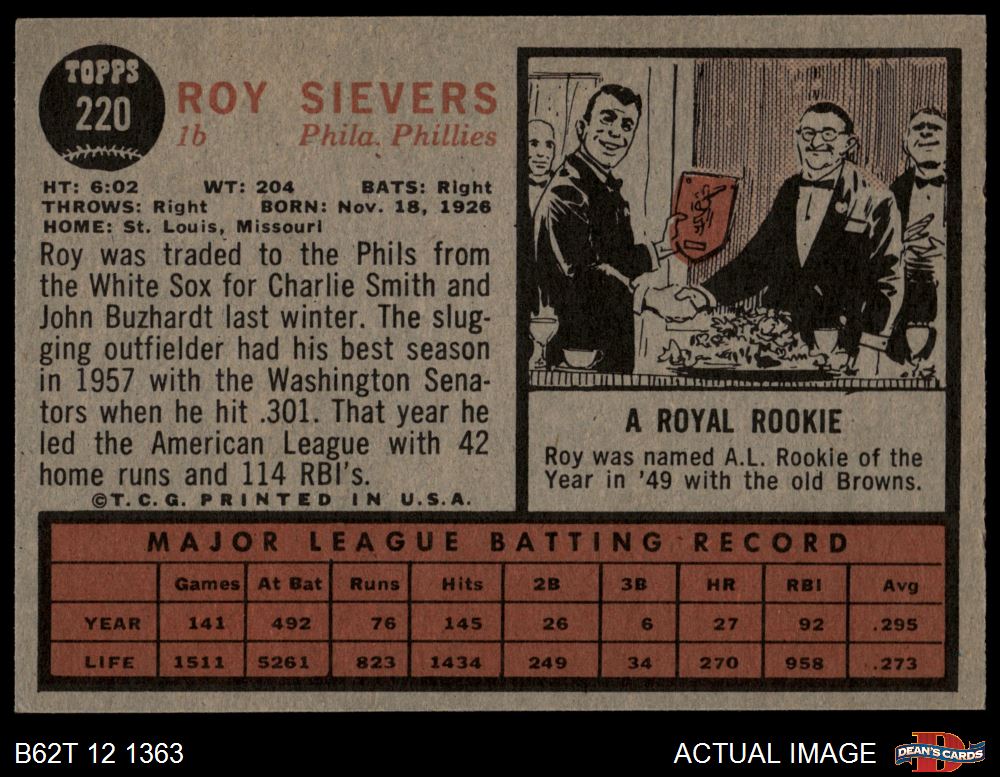 TOPPS
220
ROY SIEVERS
1b Phila. Phillies
HT: 6:02 WT: 204 BATS: Right
THROWS: Right BORN: Nov. 18, 1926
HOME: St. Louis, Missouri
Roy was traded to the Phils from
the White Sox for Charlie Smith and
John Buzhardt last winter. The slug-
ging outfielder had his best season
in 1957 with the Washington Sena-
tors when he hit .301. That year he
led the American League with 42
home runs and 114 RBI's.
©T.C.G. PRINTED IN U.S.A.
A ROYAL ROOKIE
Roy was named A.L. Rookie of the
Year in '49 with the old Browns.
MAJOR LEAGUE BATTING RECORD
Games At Bat Runs Hits 2B 3B HR RBI Avg
YEAR 141 492 76 145 26 6 27 92 .295
LIFE 1511 5261 823 1434 249 34 270 958 .273
B62T 12 1363
ACTUAL IMAGE
DEAN'S CARDS